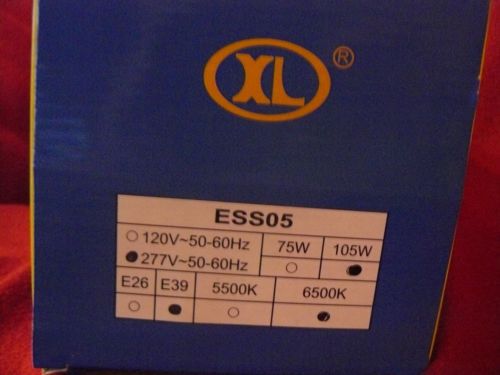 XL ®
ESS05
○ 120V~50-60Hz 75W 105W
● 277V~50-60Hz ○ ●
E26 E39 5500K 6500K
○ ● ○ ●